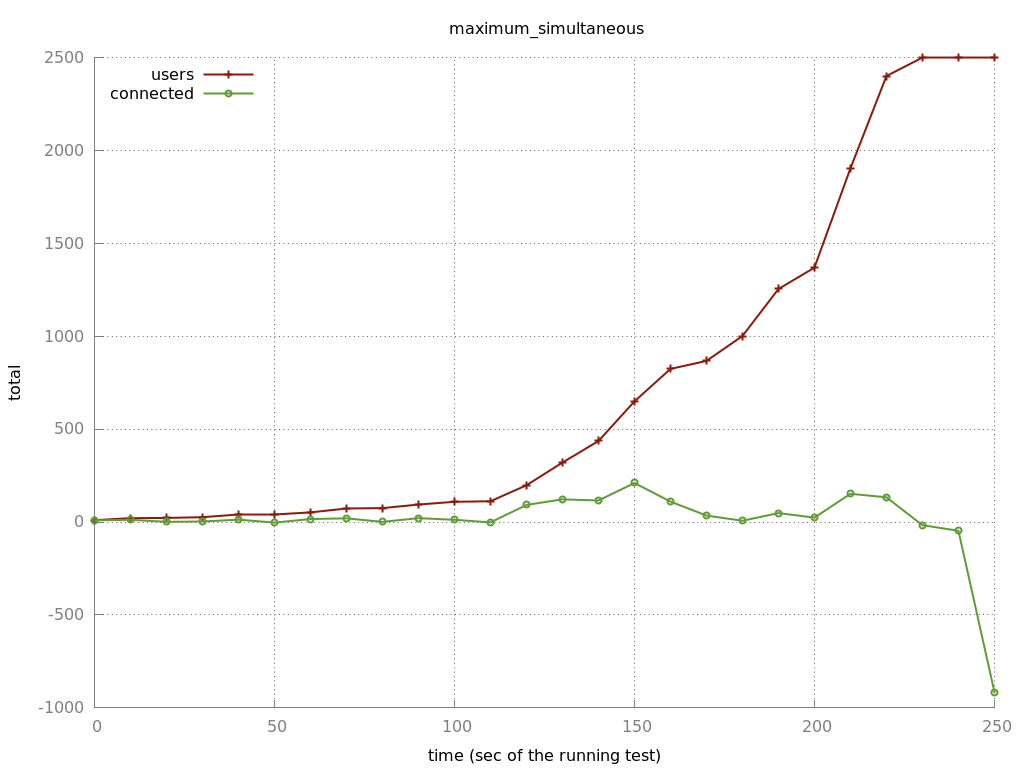 maximum_simultaneous
users
connected
2500
2000
1500
1000
500
0
-500
-1000
total
0 50 100 150 200 250
time (sec of the running test)